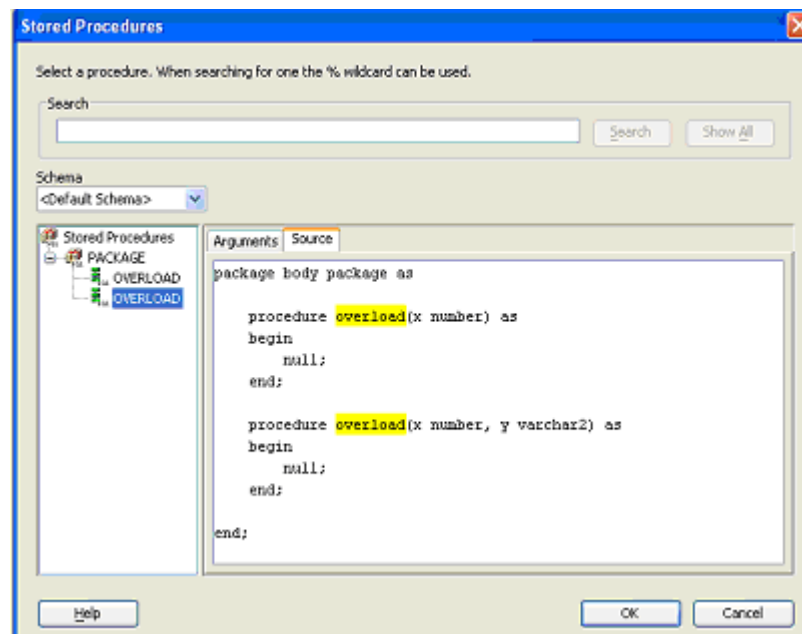 Stored Procedures
Select a procedure. When searching for one the % wildcard can be used.
Search
Search
Show All
Schema
<Default Schema>
Stored Procedures
PACKAGE
OVERLOAD
OVERLOAD
Arguments
Source
package body package as
procedure overload(x number) as
begin
null;
end;
procedure overload(x number, y varchar2) as
begin
null;
end;
end;
Help
OK
Cancel